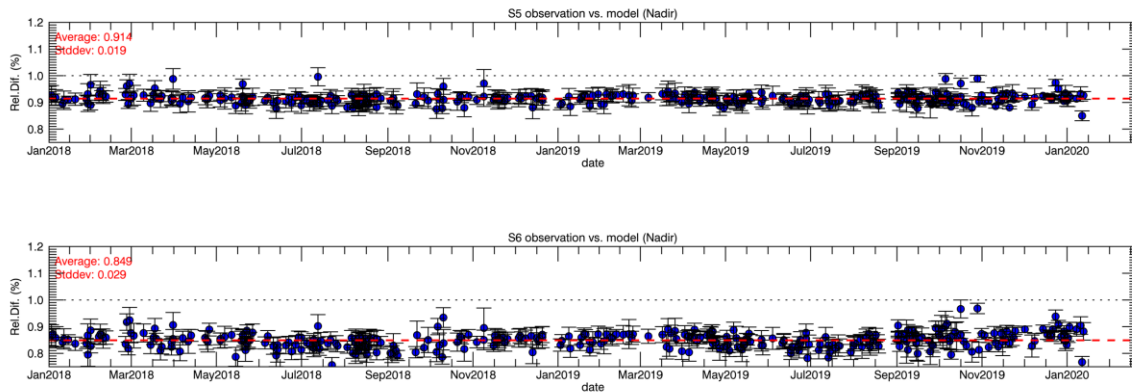 S5 observation vs. model (Nadir)
1.2
Average: 0.914
Stddev: 0.019
1.1
1.0
0.9
0.8
Rel.Dif. (%)
Jan2018 Mar2018 May2018 Jul2018 Sep2018 Nov2018 Jan2019 Mar2019 May2019 Jul2019 Sep2019 Nov2019 Jan2020
date
S6 observation vs. model (Nadir)
1.2
Average: 0.849
Stddev: 0.029
1.1
1.0
0.9
0.8
Rel.Dif. (%)
Jan2018 Mar2018 May2018 Jul2018 Sep2018 Nov2018 Jan2019 Mar2019 May2019 Jul2019 Sep2019 Nov2019 Jan2020
date